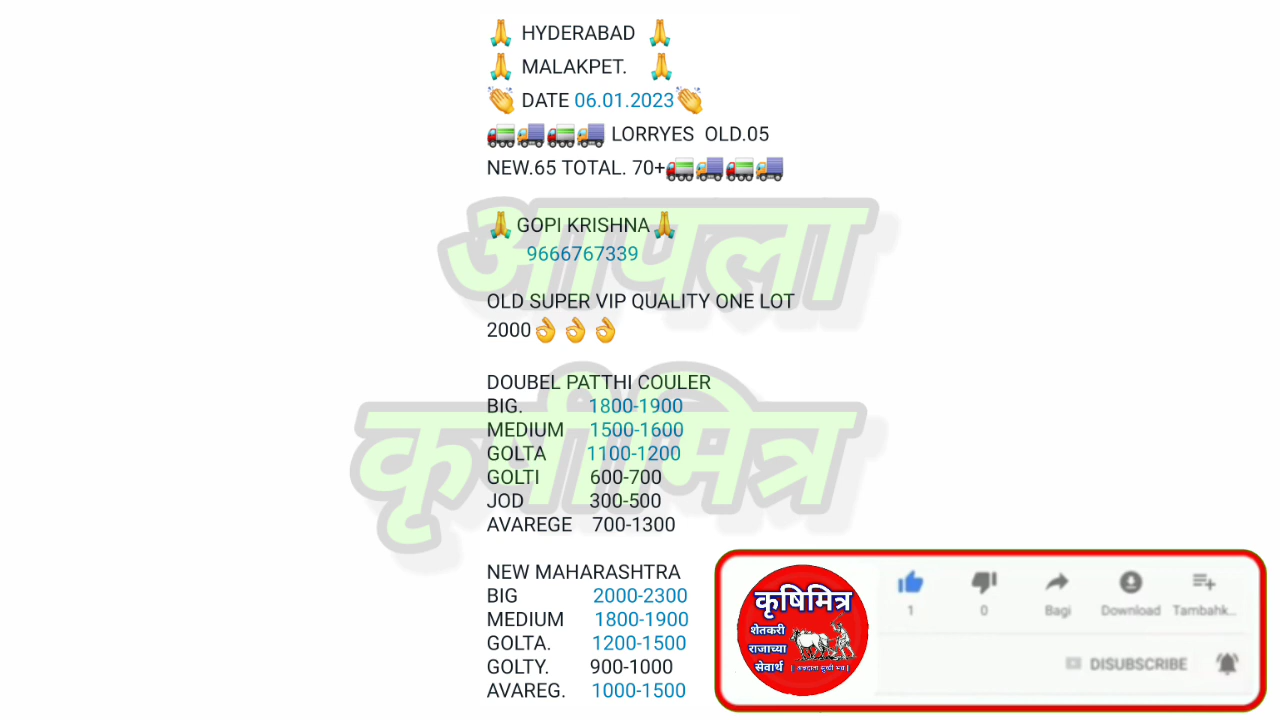 🙏 HYDERABAD 🙏
🙏 MALAKPET. 🙏
👏 DATE 06.01.2023👏
🚛🚚🚛🚚 LORRYES OLD.05
NEW.65 TOTAL. 70+🚛🚚🚛🚚
🙏GOPI KRISHNA🙏
9666767339
OLD SUPER VIP QUALITY ONE LOT
2000👌👌👌
DOUBEL PATTHI COULER
BIG. 1800-1900
MEDIUM 1500-1600
GOLTA 1100-1200
GOLTI 600-700
JOD 300-500
AVAREGE 700-1300
NEW MAHARASHTRA
BIG 2000-2300
MEDIUM 1800-1900
GOLTA. 1200-1500
GOLTY. 900-1000
AVAREG. 1000-1500
आपला
कृषीमित्र
कृषिमित्र
शेतकरी
राजाच्या
सेवार्थ
1 0 Bagi Download Tambahk...
DISUBSCRIBE